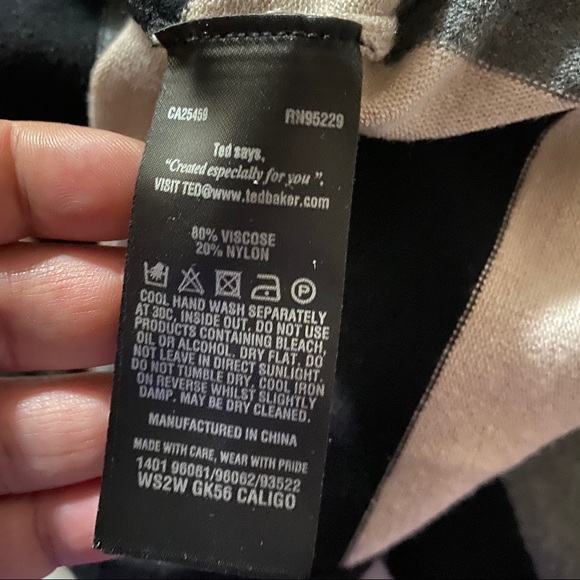 CA25459 RN95229
Ted says,
"Created especially for you",
VISIT TED@www.tedbaker.com
80% VISCOSE
20% NYLON
P
COOL HAND WASH SEPARATELY
AT 30C, INSIDE OUT. DO NOT USE
PRODUCTS CONTAINING BLEACH,
OIL OR ALCOHOL. DRY FLAT. DO
NOT LEAVE IN DIRECT SUNLIGHT.
DO NOT TUMBLE DRY. COOL IRON
ON REVERSE WHILST SLIGHTLY
DAMP. MAY BE DRY CLEANED.
MANUFACTURED IN CHINA
MADE WITH CARE, WEAR WITH PRIDE
1401 96061/96062/93522
WS2W GK56 CALIGO